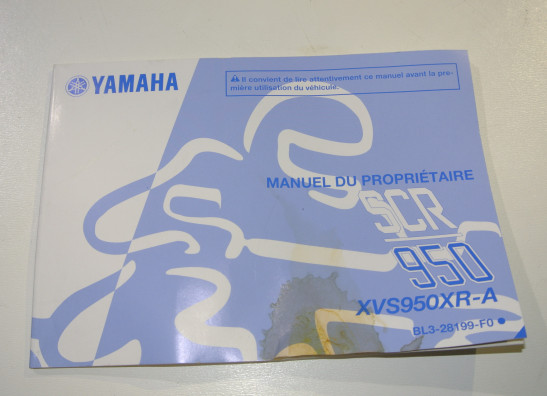 YAMAHA
Il convient de lire attentivement ce manuel avant la pre-
mière utilisation du véhicule.
MANUEL DU PROPRIÉTAIRE
SCR
950
XVS950XR-A
BL3-28199-F0